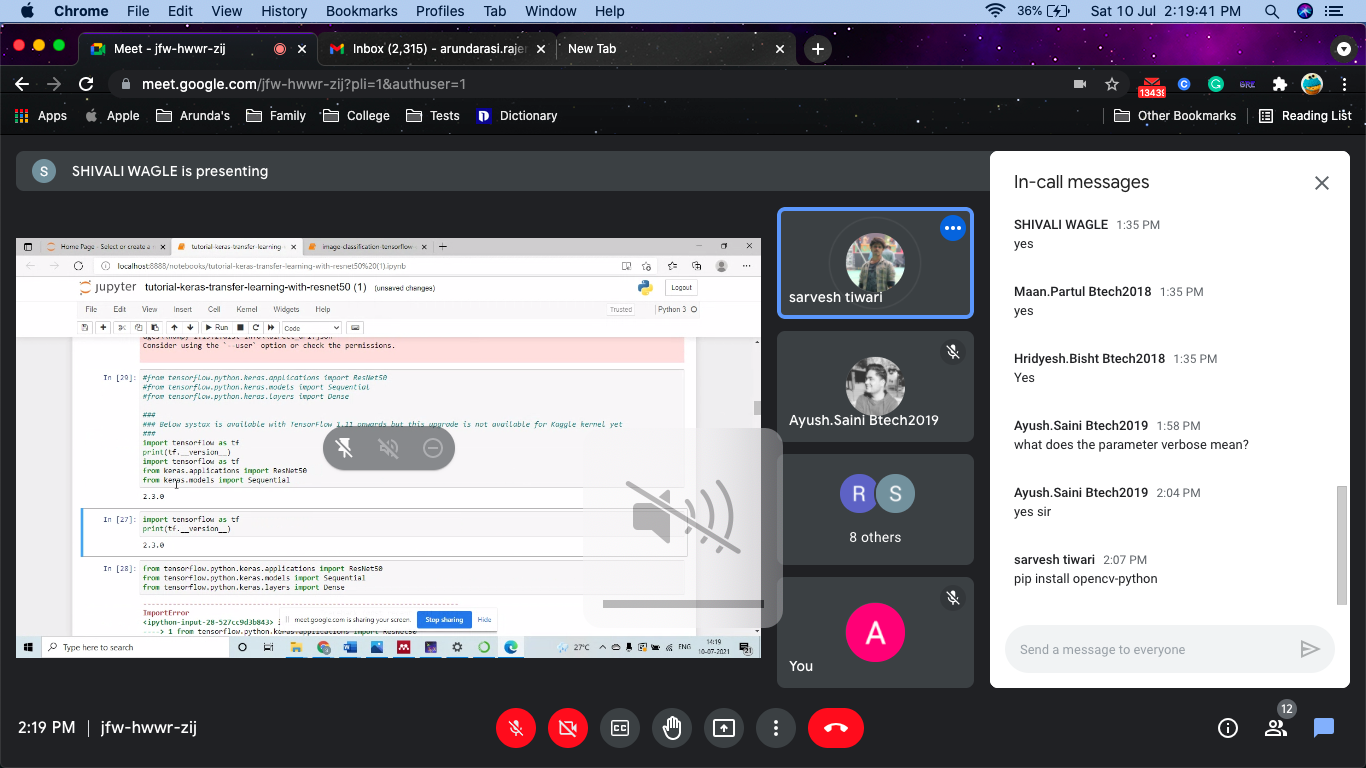 Chrome File Edit View History Bookmarks Profiles Tab Window Help 36% Sat 10 Jul 2:19:41 PM
Meet - jfw-hwwr-zij Inbox (2,315) - arundarasi.rajer New Tab
meet.google.com/jfw-hwwr-zij?pli=1&authuser=1 13439
Apps Apple Arunda's Family College Tests D Dictionary Other Bookmarks Reading List
S SHIVALI WAGLE is presenting
Home Page - Select or create a tutorial-keras-transfer-learning image-classification-tensorflow
localhost:8888/notebooks/tutorial-keras-transfer-learning-with-resnet50%20(1).ipynb
jupyter tutorial-keras-transfer-learning-with-resnet50 (1) (unsaved changes) Logout
File Edit View Insert Cell Kernel Widgets Help Trusted Python 3
Run Code
Consider using the `--user` option or check the permissions.
In [29]: #from tensorflow.python.keras.applications import ResNet50
#from tensorflow.python.keras.models import Sequential
#from tensorflow.python.keras.layers import Dense
###
### Below systax is available with TensorFlow 1.11 onwards but this upgrade is not available for Kaggle kernel yet
###
import tensorflow as tf
print(tf.__version__)
import tensorflow as tf
from keras.applications import ResNet50
from keras.models import Sequential
2.3.0
In [27]: import tensorflow as tf
print(tf.__version__)
2.3.0
In [28]: from tensorflow.python.keras.applications import ResNet50
from tensorflow.python.keras.models import Sequential
from tensorflow.python.keras.layers import Dense
ImportError
<ipython-input-28-527cc9d3b843>
meet.google.com is sharing your screen. Stop sharing Hide
----> 1 from tensorflow.python.keras.applications import ResNet50
Type here to search 27°C ENG 14:19
10-07-2021
sarvesh tiwari
Ayush.Saini Btech2019
R S
8 others
A
You
In-call messages
SHIVALI WAGLE 1:35 PM
yes
Maan.Partul Btech2018 1:35 PM
yes
Hridyesh.Bisht Btech2018 1:35 PM
Yes
Ayush.Saini Btech2019 1:58 PM
what does the parameter verbose mean?
Ayush.Saini Btech2019 2:04 PM
yes sir
sarvesh tiwari 2:07 PM
pip install opencv-python
Send a message to everyone
2:19 PM | jfw-hwwr-zij 12